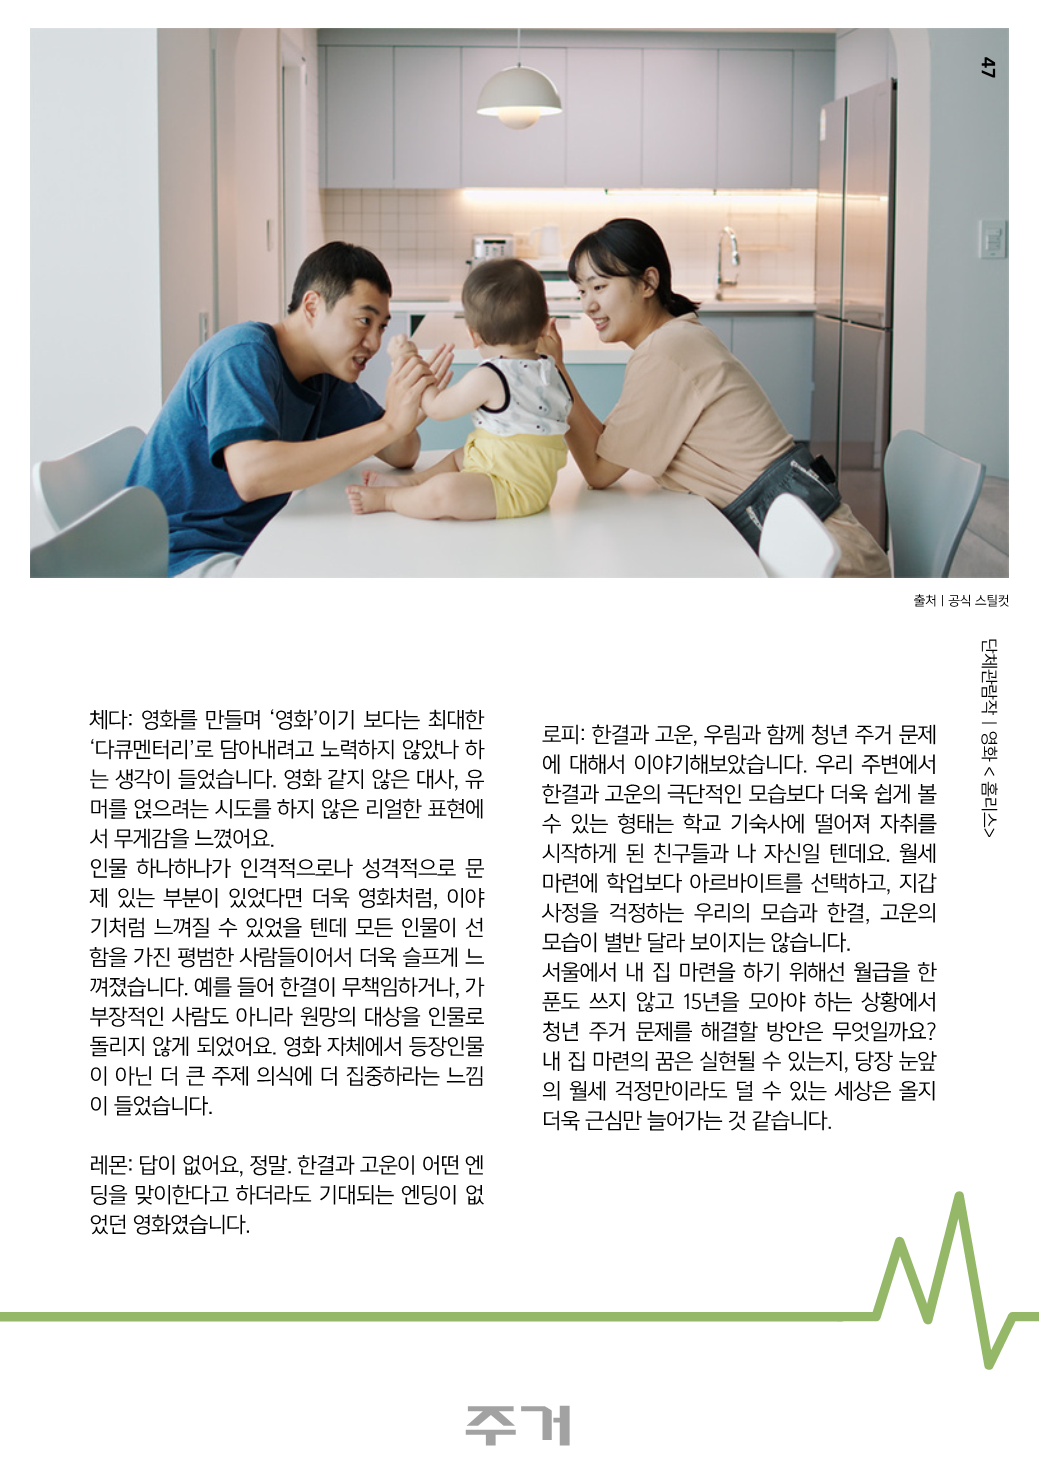 47
출처 | 공식 스틸컷
단체관람작 | 영화 < 홈리스>
체다: 영화를 만들며 ‘영화’이기 보다는 최대한
‘다큐멘터리’로 담아내려고 노력하지 않았나 하
는 생각이 들었습니다. 영화 같지 않은 대사, 유
머를 얹으려는 시도를 하지 않은 리얼한 표현에
서 무게감을 느꼈어요.
인물 하나하나가 인격적으로나 성격적으로 문
제 있는 부분이 있었다면 더욱 영화처럼, 이야
기처럼 느껴질 수 있었을 텐데 모든 인물이 선
함을 가진 평범한 사람들이어서 더욱 슬프게 느
껴졌습니다. 예를 들어 한결이 무책임하거나, 가
부장적인 사람도 아니라 원망의 대상을 인물로
돌리지 않게 되었어요. 영화 자체에서 등장인물
이 아닌 더 큰 주제 의식에 더 집중하라는 느낌
이 들었습니다.
레몬: 답이 없어요, 정말. 한결과 고운이 어떤 엔
딩을 맞이한다고 하더라도 기대되는 엔딩이 없
었던 영화였습니다.
로피: 한결과 고운, 우림과 함께 청년 주거 문제
에 대해서 이야기해보았습니다. 우리 주변에서
한결과 고운의 극단적인 모습보다 더욱 쉽게 볼
수 있는 형태는 학교 기숙사에 떨어져 자취를
시작하게 된 친구들과 나 자신일 텐데요. 월세
마련에 학업보다 아르바이트를 선택하고, 지갑
사정을 걱정하는 우리의 모습과 한결, 고운의
모습이 별반 달라 보이지는 않습니다.
서울에서 내 집 마련을 하기 위해선 월급을 한
푼도 쓰지 않고 15년을 모아야 하는 상황에서
청년 주거 문제를 해결할 방안은 무엇일까요?
내 집 마련의 꿈은 실현될 수 있는지, 당장 눈앞
의 월세 걱정만이라도 덜 수 있는 세상은 올지
더욱 근심만 늘어가는 것 같습니다.
주거